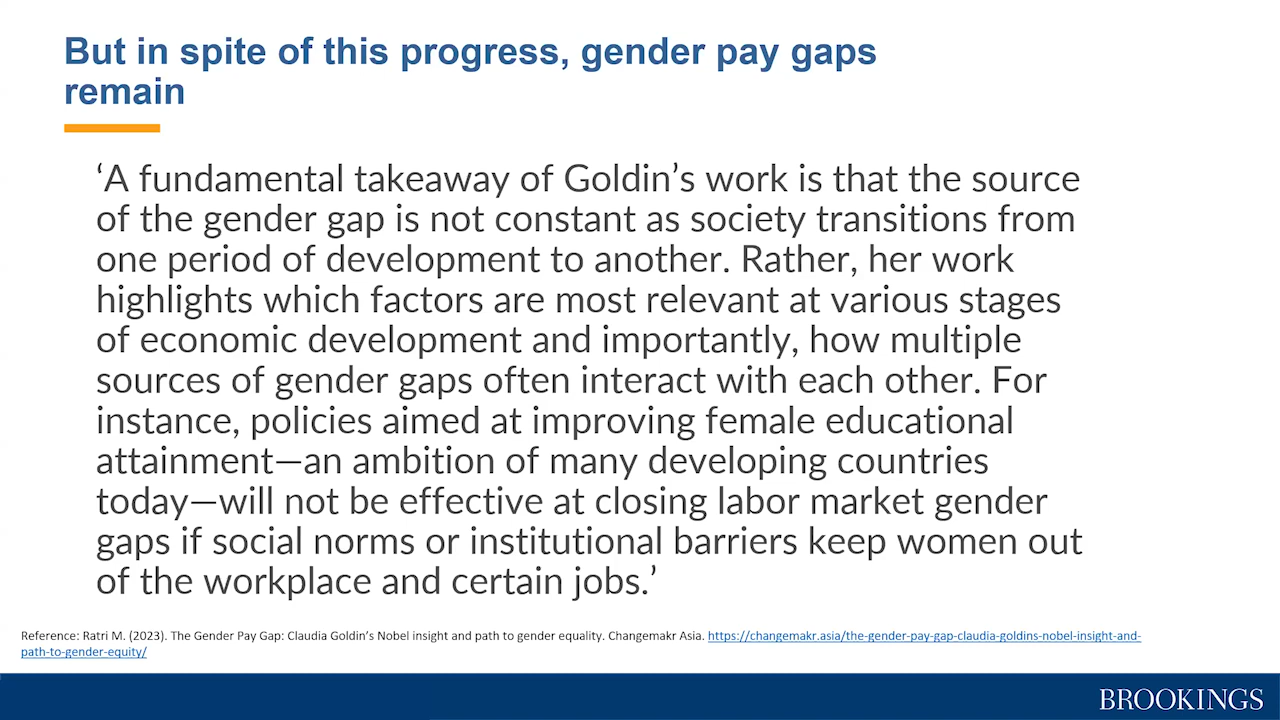 But in spite of this progress, gender pay gaps
remain
‘A fundamental takeaway of Goldin’s work is that the source
of the gender gap is not constant as society transitions from
one period of development to another. Rather, her work
highlights which factors are most relevant at various stages
of economic development and importantly, how multiple
sources of gender gaps often interact with each other. For
instance, policies aimed at improving female educational
attainment—an ambition of many developing countries
today—will not be effective at closing labor market gender
gaps if social norms or institutional barriers keep women out
of the workplace and certain jobs.’
Reference: Ratri M. (2023). The Gender Pay Gap: Claudia Goldin’s Nobel insight and path to gender equality. Changemakr Asia. https://changemakr.asia/the-gender-pay-gap-claudia-goldins-nobel-insight-and-
path-to-gender-equity/
BROOKINGS